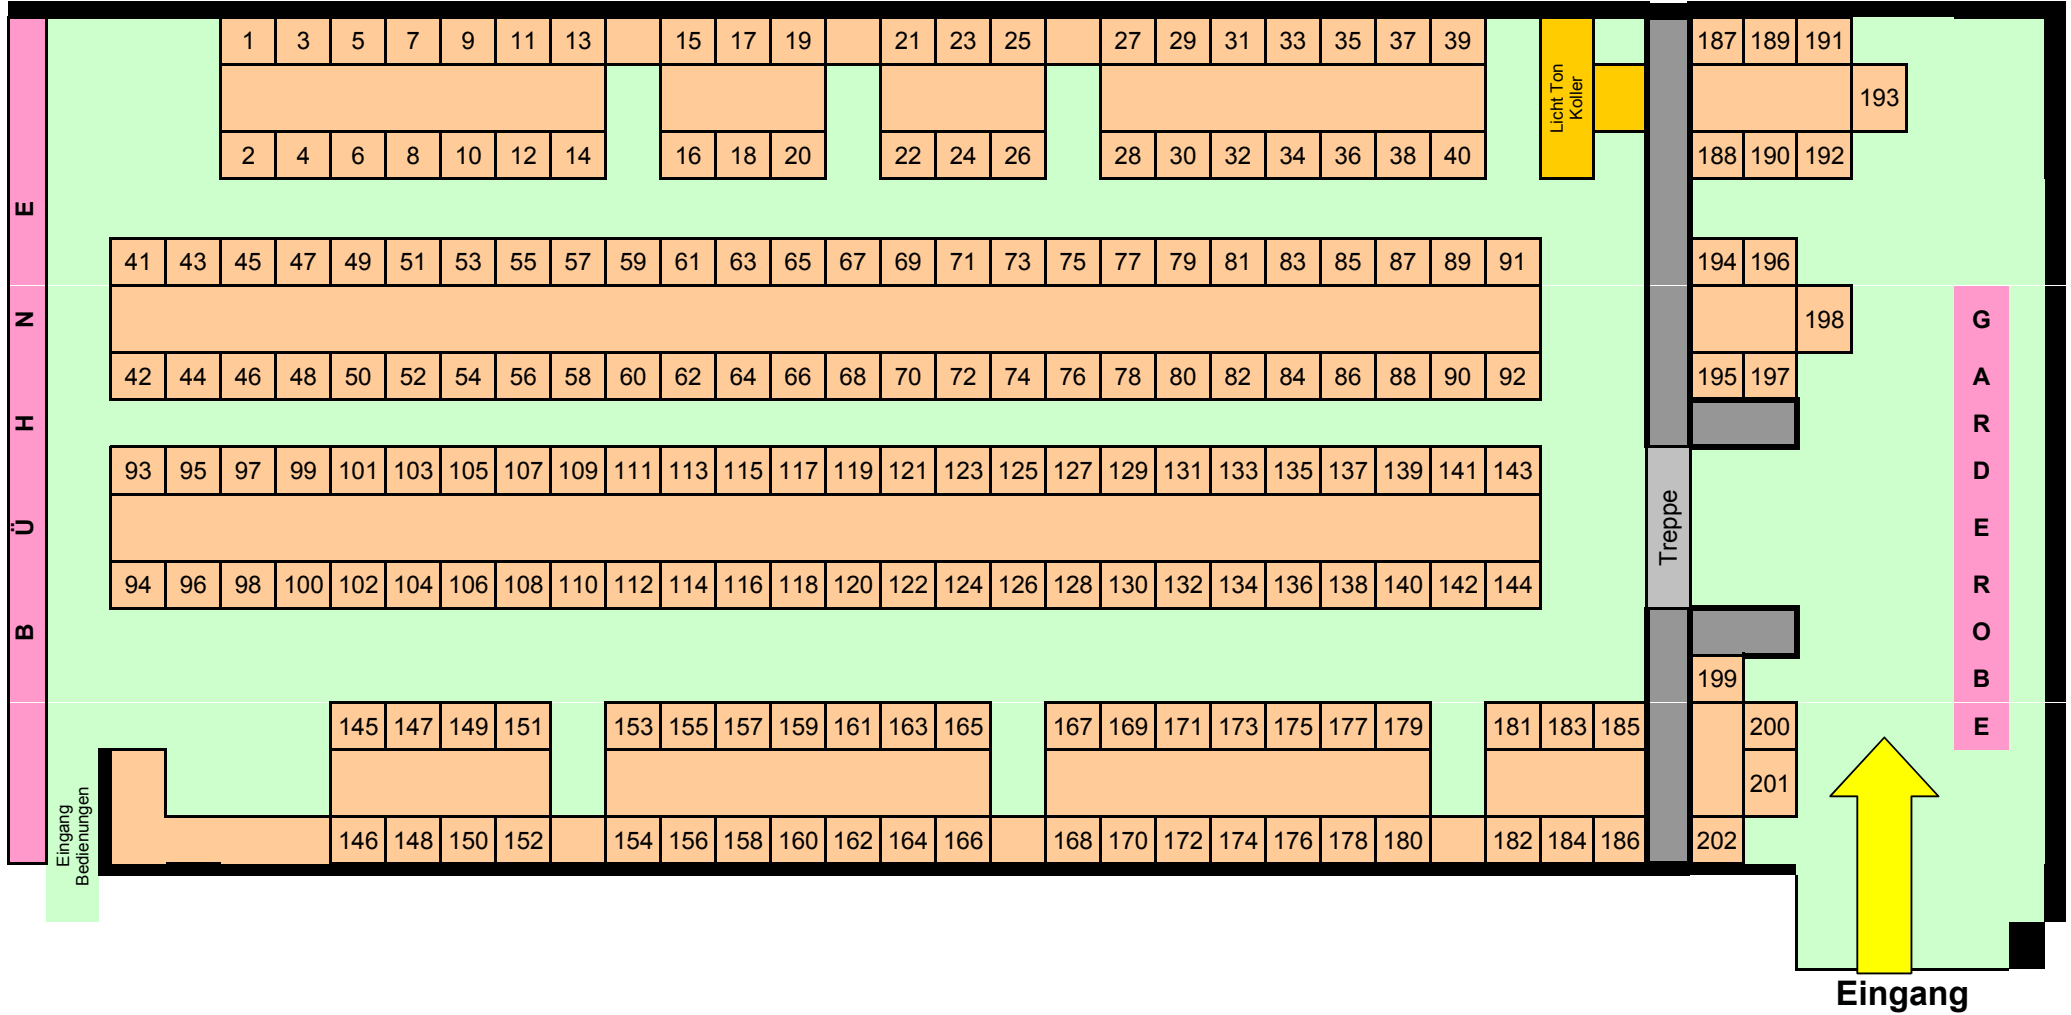 1 3 5 7 9 11 13 15 17 19 21 23 25 27 29 31 33 35 37 39 187 189 191
Licht Ton
Koller
193
2 4 6 8 10 12 14 16 18 20 22 24 26 28 30 32 34 36 38 40 188 190 192
BÜHNE
41 43 45 47 49 51 53 55 57 59 61 63 65 67 69 71 73 75 77 79 81 83 85 87 89 91 194 196
198
42 44 46 48 50 52 54 56 58 60 62 64 66 68 70 72 74 76 78 80 82 84 86 88 90 92 195 197
GARDEROBE
93 95 97 99 101 103 105 107 109 111 113 115 117 119 121 123 125 127 129 131 133 135 137 139 141 143
Treppe
94 96 98 100 102 104 106 108 110 112 114 116 118 120 122 124 126 128 130 132 134 136 138 140 142 144
199
145 147 149 151 153 155 157 159 161 163 165 167 169 171 173 175 177 179 181 183 185 200
201
Eingang
Bedienungen
146 148 150 152 154 156 158 160 162 164 166 168 170 172 174 176 178 180 182 184 186 202
Eingang